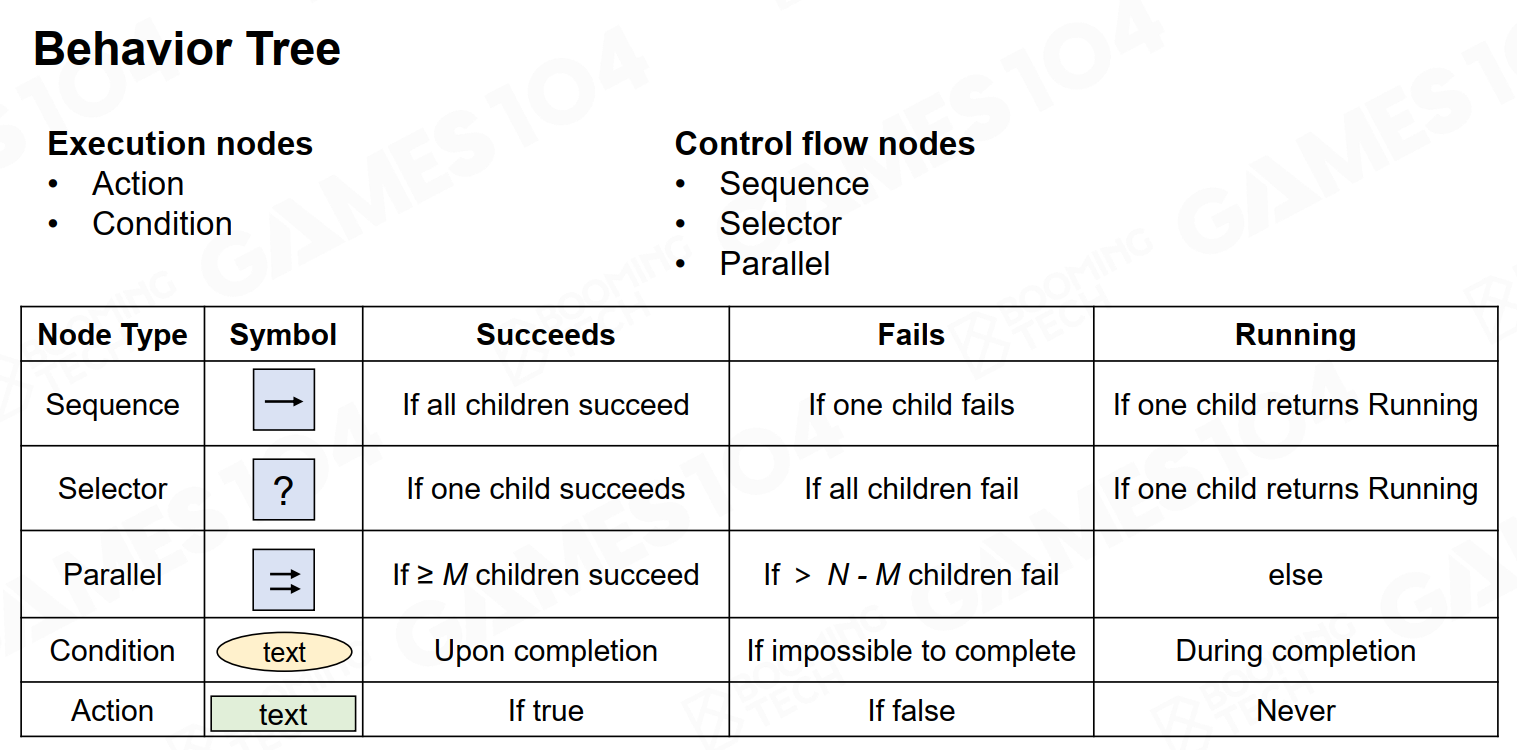 Behavior Tree
Execution nodes
• Action
• Condition
Control flow nodes
• Sequence
• Selector
• Parallel
Node Type Symbol Succeeds Fails Running
Sequence → If all children succeed If one child fails If one child returns Running
Selector ? If one child succeeds If all children fail If one child returns Running
Parallel ⇉ If ≥ M children succeed If > N - M children fail else
Condition text Upon completion If impossible to complete During completion
Action text If true If false Never
GAMES104
BOOMING TECH